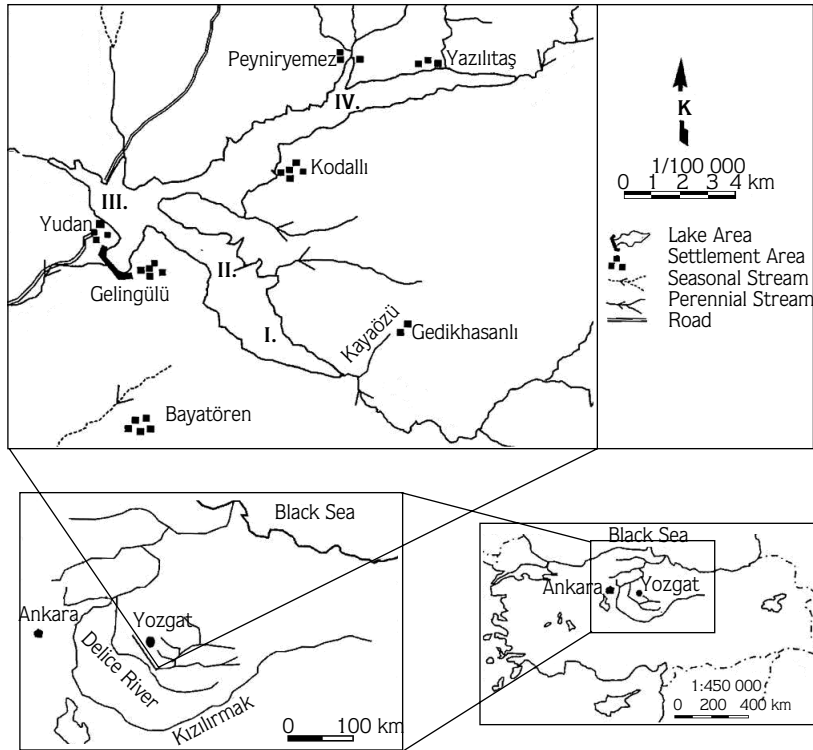 Peyniryemez
Yazılıtaş
IV.
K
Kodallı
1/100 000
0 1 2 3 4 km
III.
Yudan
Lake Area
Settlement Area
Seasonal Stream
Perennial Stream
Road
Gelingülü
II.
I.
Kayaözü
Gedikhasanlı
Bayatören
Black Sea
Ankara
Yozgat
Delice River
Kızılırmak
0 100 km
Black Sea
Ankara
Yozgat
1:450 000
0 200 400 km